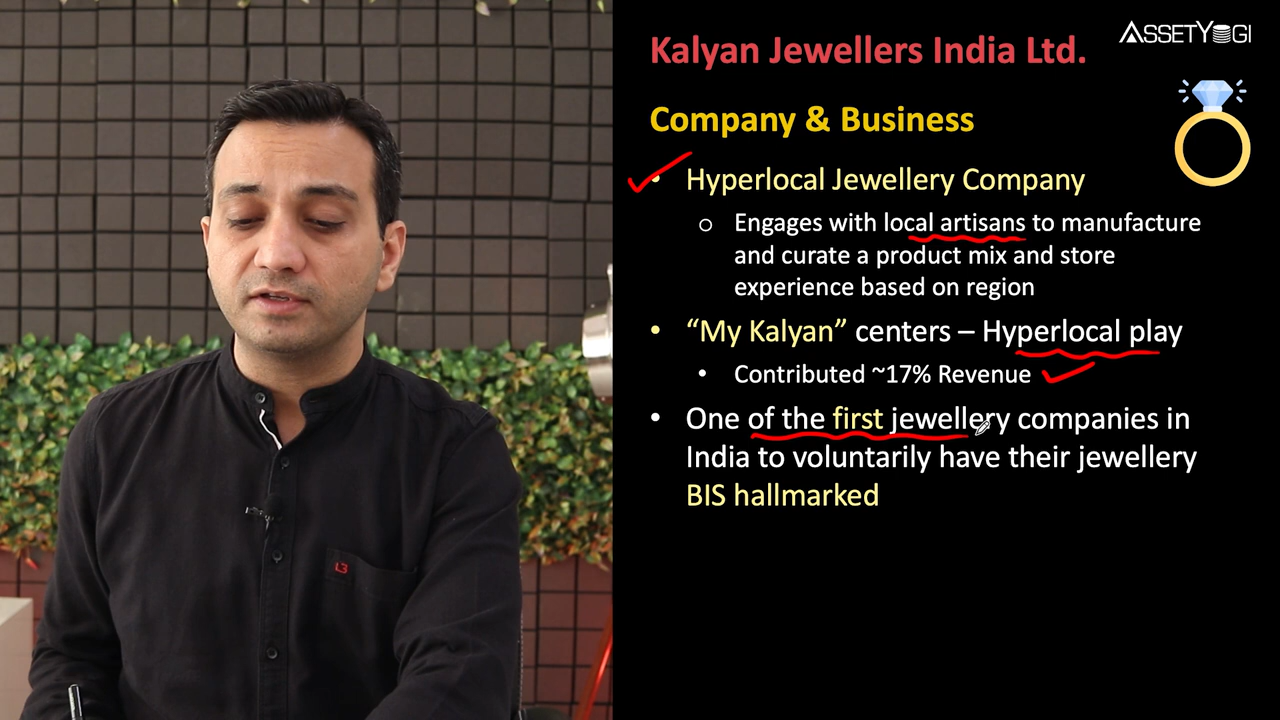 ASSETYOGI
Kalyan Jewellers India Ltd.
Company & Business
• Hyperlocal Jewellery Company
o Engages with local artisans to manufacture
and curate a product mix and store
experience based on region
• “My Kalyan” centers – Hyperlocal play
• Contributed ~17% Revenue
• One of the first jewellery companies in
India to voluntarily have their jewellery
BIS hallmarked
L3